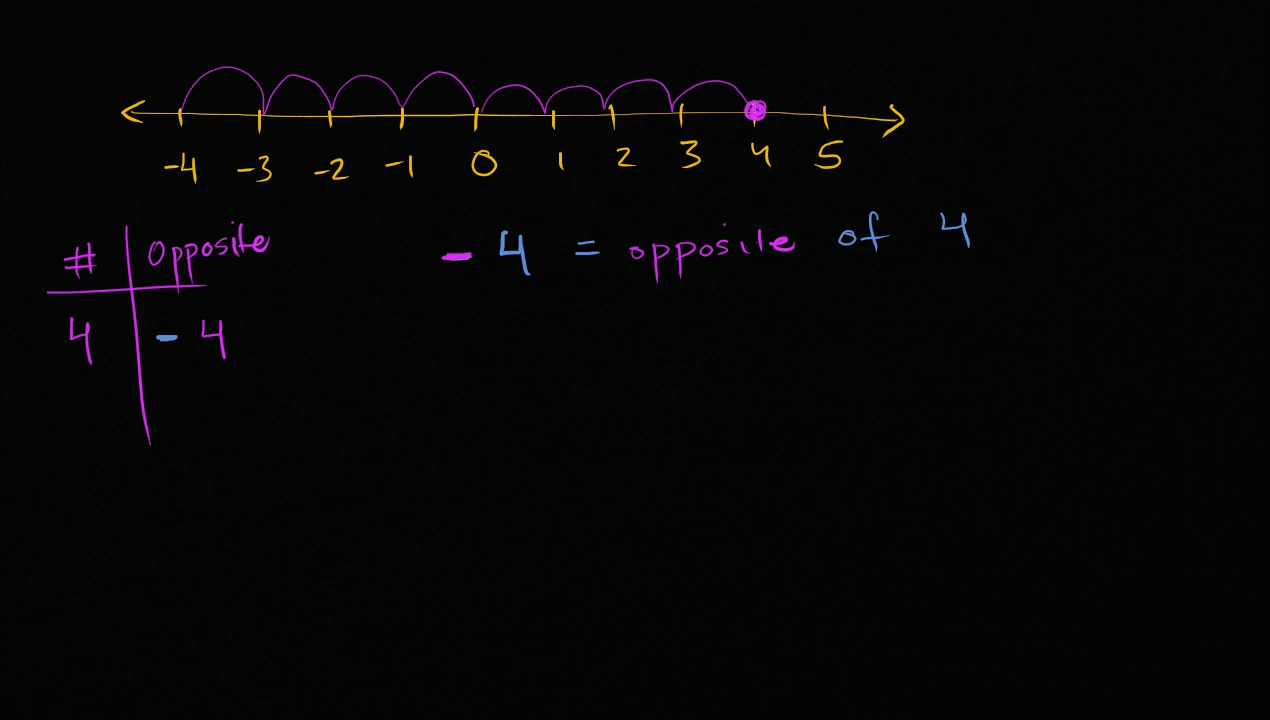 -4 -3 -2 -1 0 1 2 3 4 5
# opposite
- 4 = opposite of 4
4 - 4